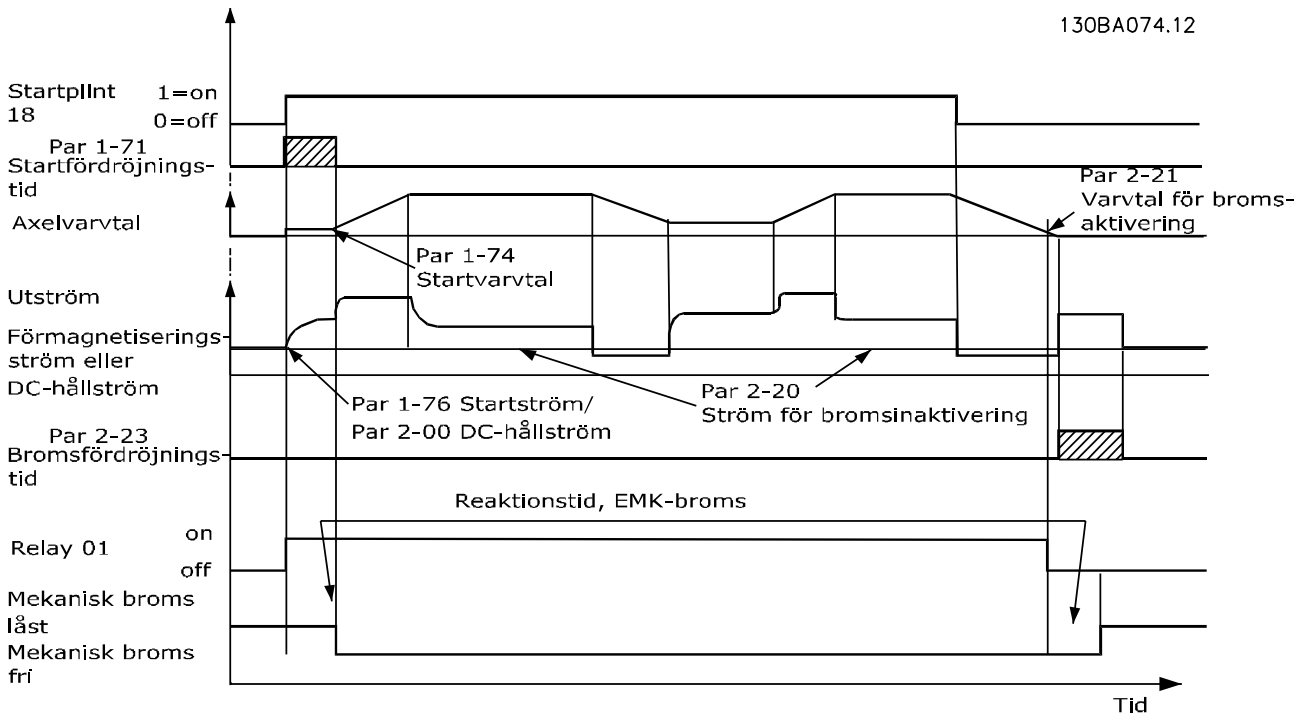 130BA074.12
Startplint 1=on
18 0=off
Par 1-71
Startfördröjnings-
tid
Par 2-21
Varvtal för broms-
aktivering
Axelvarvtal
Par 1-74
Startvarvtal
Utström
Förmagnetiserings
ström eller
DC-hållström
Par 1-76 Startström/
Par 2-00 DC-hållström
Par 2-20
Ström för bromsinaktivering
Par 2-23
Bromsfördröjnings-
tid
Reaktionstid, EMK-broms
on
Relay 01
off
Mekanisk broms
låst
Mekanisk broms
fri
Tid